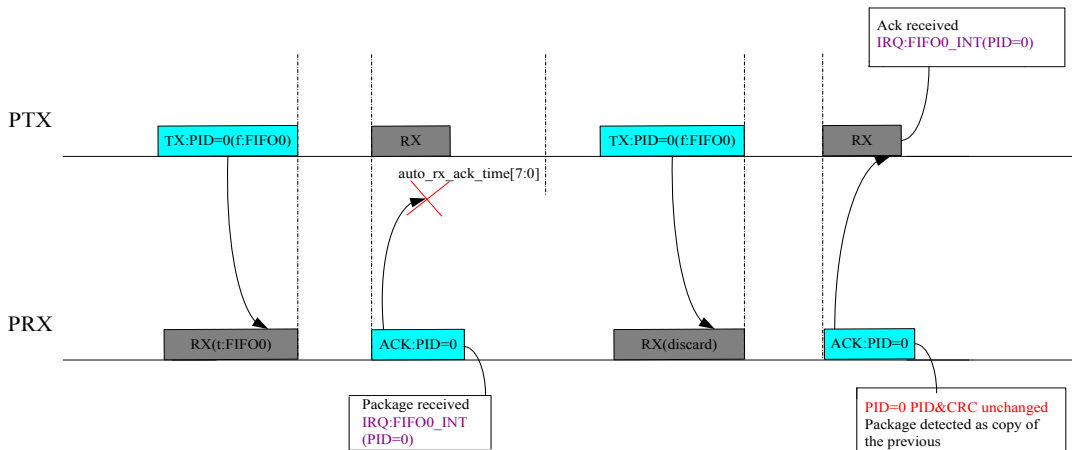 Ack received
IRQ:FIFO0_INT(PID=0)
PTX
TX:PID=0(f:FIFO0)
RX
TX:PID=0(f:FIFO0)
RX
auto_rx_ack_time[7:0]
PRX
RX(t:FIFO0)
ACK:PID=0
RX(discard)
ACK:PID=0
Package received
IRQ:FIFO0_INT
(PID=0)
PID=0 PID&CRC unchanged
Package detected as copy of
the previous